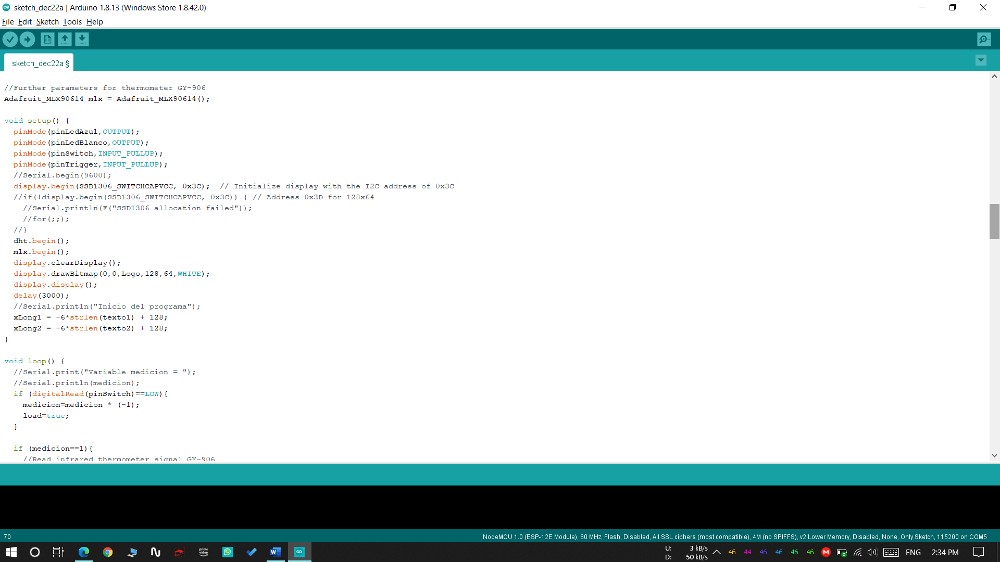 sketch_dec22a | Arduino 1.8.13 (Windows Store 1.8.42.0)
File Edit Sketch Tools Help
sketch_dec22a §
//Further parameters for thermometer GY-906
Adafruit_MLX90614 mlx = Adafruit_MLX90614();
void setup() {
pinMode(pinLedAzul,OUTPUT);
pinMode(pinLedBlanco,OUTPUT);
pinMode(pinSwitch,INPUT_PULLUP);
pinMode(pinTrigger,INPUT_PULLUP);
//Serial.begin(9600);
display.begin(SSD1306_SWITCHCAPVCC, 0x3C);  // Initialize display with the I2C address of 0x3C
//if(!display.begin(SSD1306_SWITCHCAPVCC, 0x3C)) { // Address 0x3D for 128x64
//Serial.println(F("SSD1306 allocation failed"));
//for(;;);
//}
dht.begin();
mlx.begin();
display.clearDisplay();
display.drawBitmap(0,0,Logo,128,64,WHITE);
display.display();
delay(3000);
//Serial.println("Inicio del programa");
xLong1 = -6*strlen(texto1) + 128;
xLong2 = -6*strlen(texto2) + 128;
}
void loop() {
//Serial.print("Variable medicion = ");
//Serial.println(medicion);
if (digitalRead(pinSwitch)==LOW){
medicion=medicion * (-1);
load=true;
}
if (medicion==1){
//Read infrared thermometer signal GY-906
70
NodeMCU 1.0 (ESP-12E Module), 80 MHz, Flash, Disabled, All SSL ciphers (most compatible), 4M (no SPIFFS), v2 Lower Memory, Disabled, None, Only Sketch, 115200 on COM5
prime video
U: 3 kB/s
D: 50 kB/s
46 44 46 46 46 46
ENG
2:34 PM